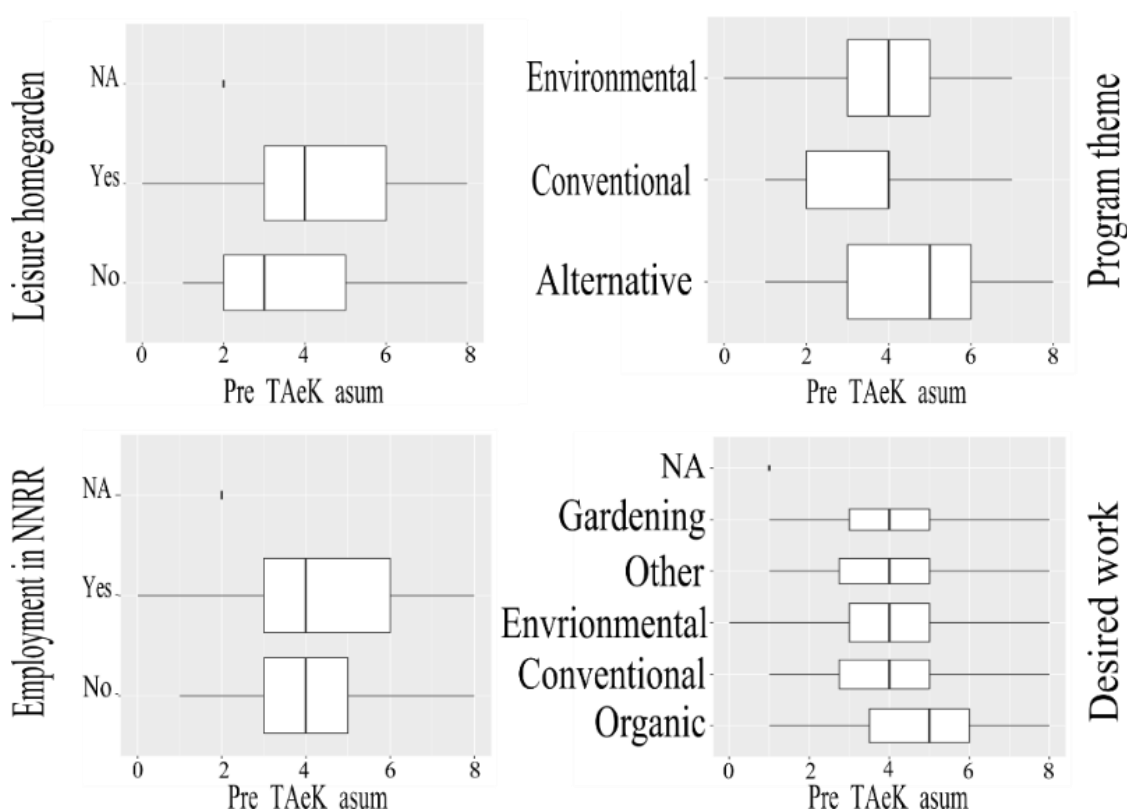 Leisure homegarden
NA
Yes
No
0 2 4 6 8
Pre TAeK asum
Program theme
Environmental
Conventional
Alternative
0 2 4 6 8
Pre TAeK asum
Employment in NNRR
NA
Yes
No
0 2 4 6 8
Pre TAeK asum
Desired work
NA
Gardening
Other
Envrionmental
Conventional
Organic
0 2 4 6 8
Pre TAeK asum